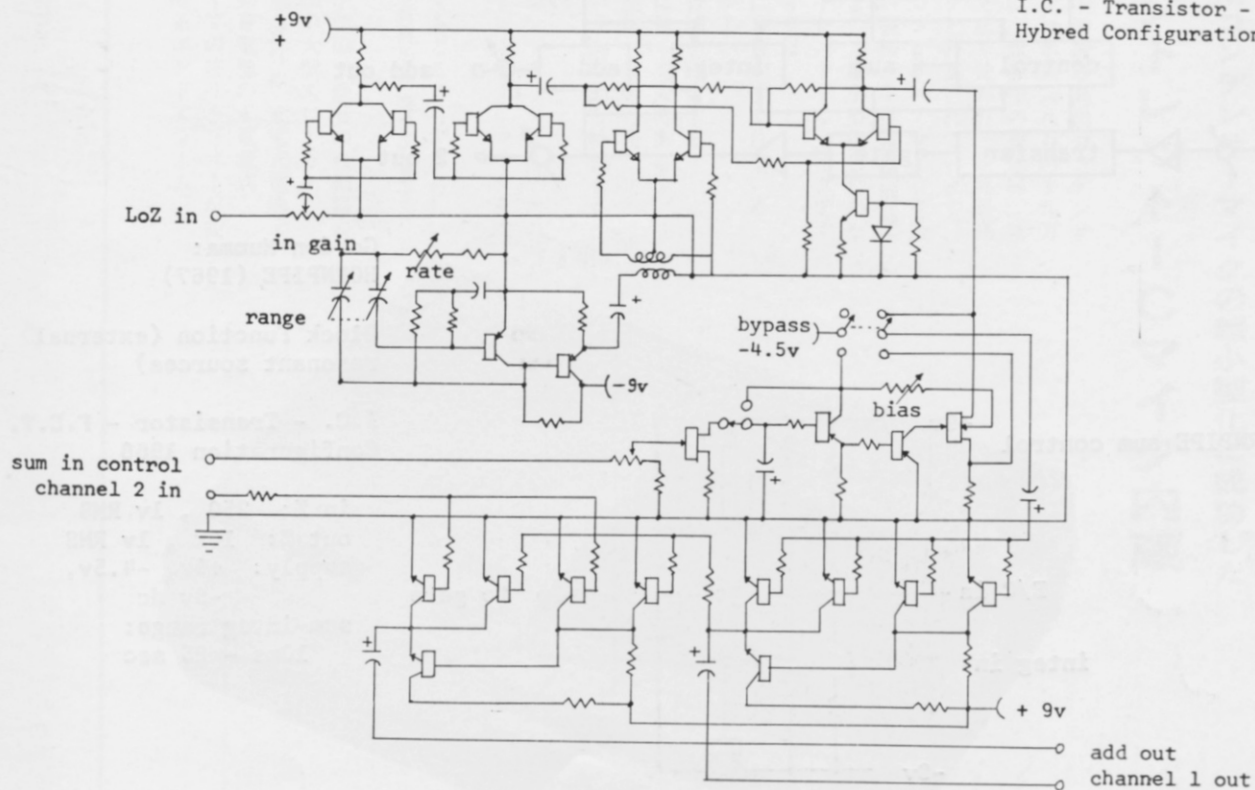 I.C. - Transistor -
Hybred Configuration
+9v
+
LoZ in
in gain
rate
range
-9v
bypass
-4.5v
bias
sum in control
channel 2 in
+ 9v
add out
channel 1 out